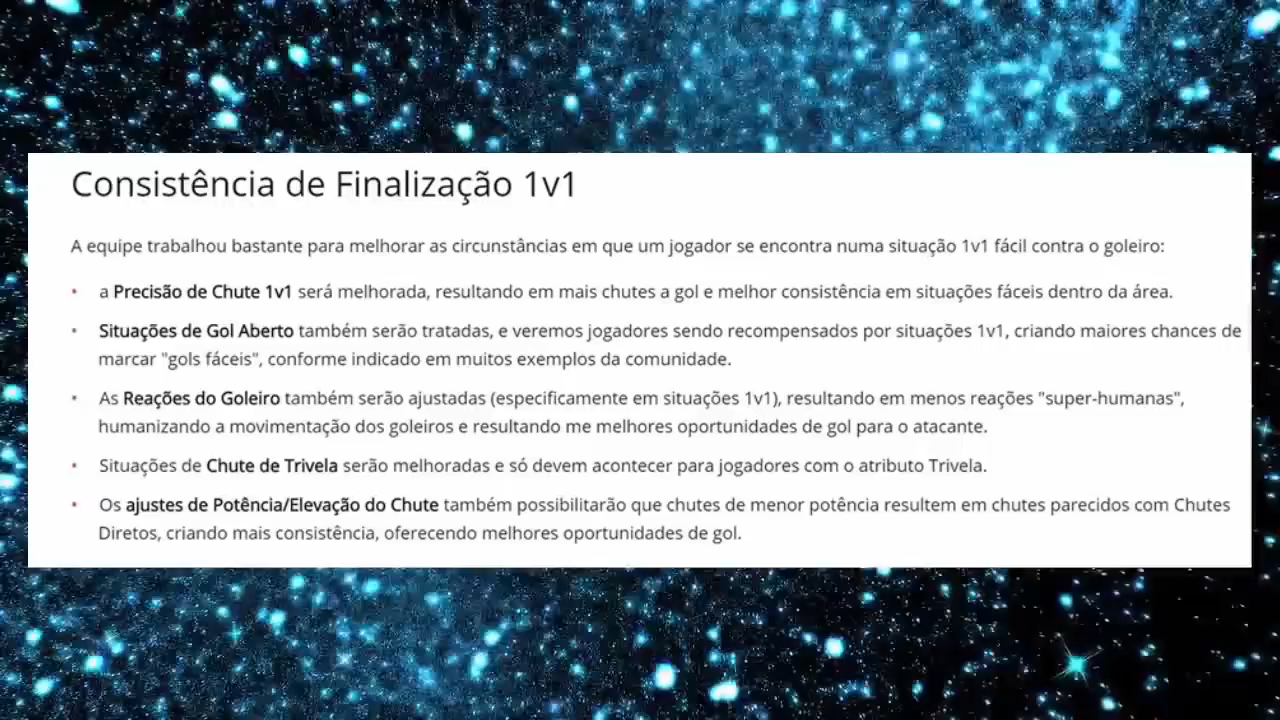 Consistência de Finalização 1v1
A equipe trabalhou bastante para melhorar as circunstâncias em que um jogador se encontra numa situação 1v1 fácil contra o goleiro:
• a Precisão de Chute 1v1 será melhorada, resultando em mais chutes a gol e melhor consistência em situações fáceis dentro da área.
• Situações de Gol Aberto também serão tratadas, e veremos jogadores sendo recompensados por situações 1v1, criando maiores chances de
marcar "gols fáceis", conforme indicado em muitos exemplos da comunidade.
• As Reações do Goleiro também serão ajustadas (especificamente em situações 1v1), resultando em menos reações "super-humanas",
humanizando a movimentação dos goleiros e resultando me melhores oportunidades de gol para o atacante.
• Situações de Chute de Trivela serão melhoradas e só devem acontecer para jogadores com o atributo Trivela.
• Os ajustes de Potência/Elevação do Chute também possibilitarão que chutes de menor potência resultem em chutes parecidos com Chutes
Diretos, criando mais consistência, oferecendo melhores oportunidades de gol.